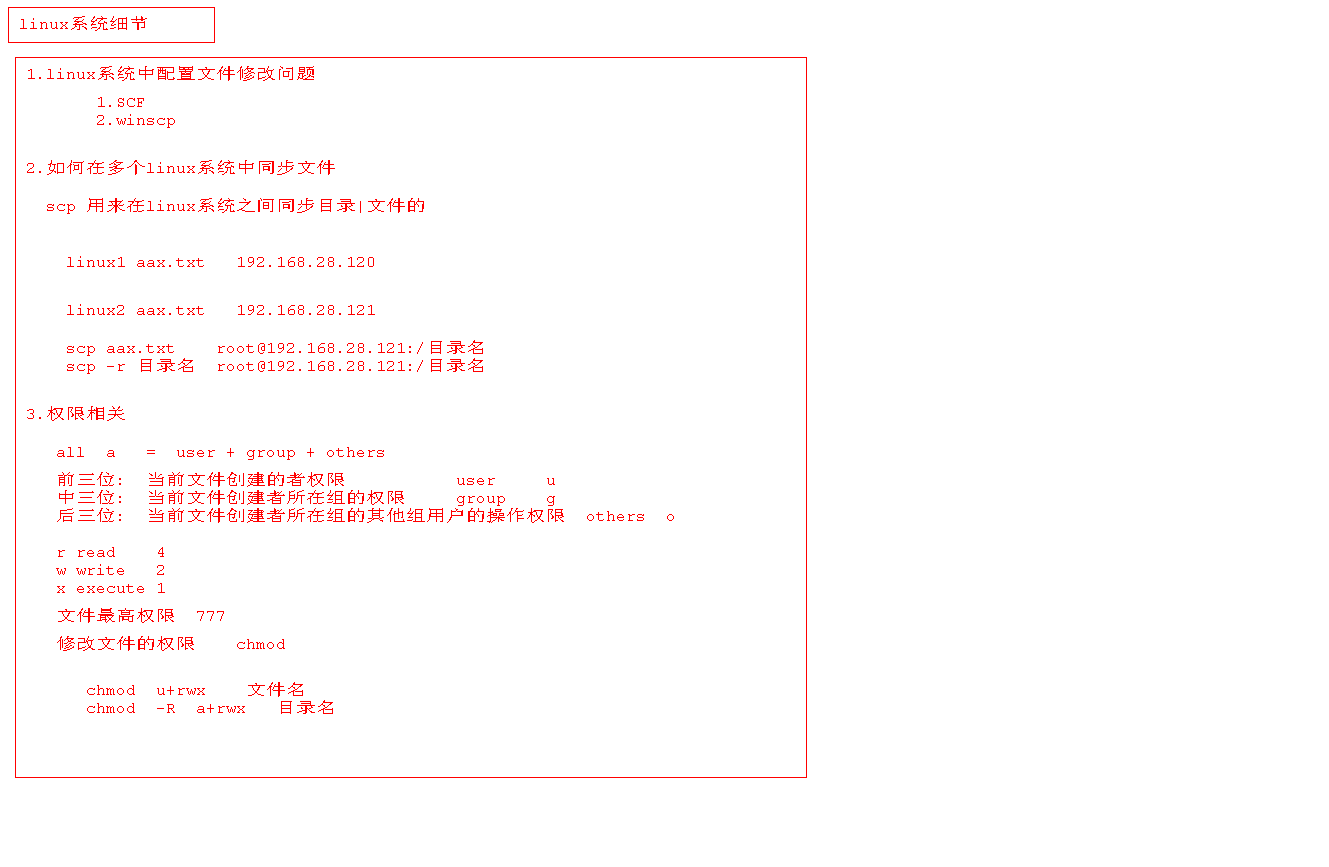 linux系统细节
1.linux系统中配置文件修改问题
1.SCF
2.winscp
2.如何在多个linux系统中同步文件
scp 用来在linux系统之间同步目录|文件的
linux1 aax.txt 192.168.28.120
linux2 aax.txt 192.168.28.121
scp aax.txt root@192.168.28.121:/目录名
scp -r 目录名 root@192.168.28.121:/目录名
3.权限相关
all a = user + group + others
前三位: 当前文件创建的者权限 user u
中三位: 当前文件创建者所在组的权限 group g
后三位: 当前文件创建者所在组的其他组用户的操作权限 others o
r read 4
w write 2
x execute 1
文件最高权限 777
修改文件的权限 chmod
chmod u+rwx 文件名
chmod -R a+rwx 目录名